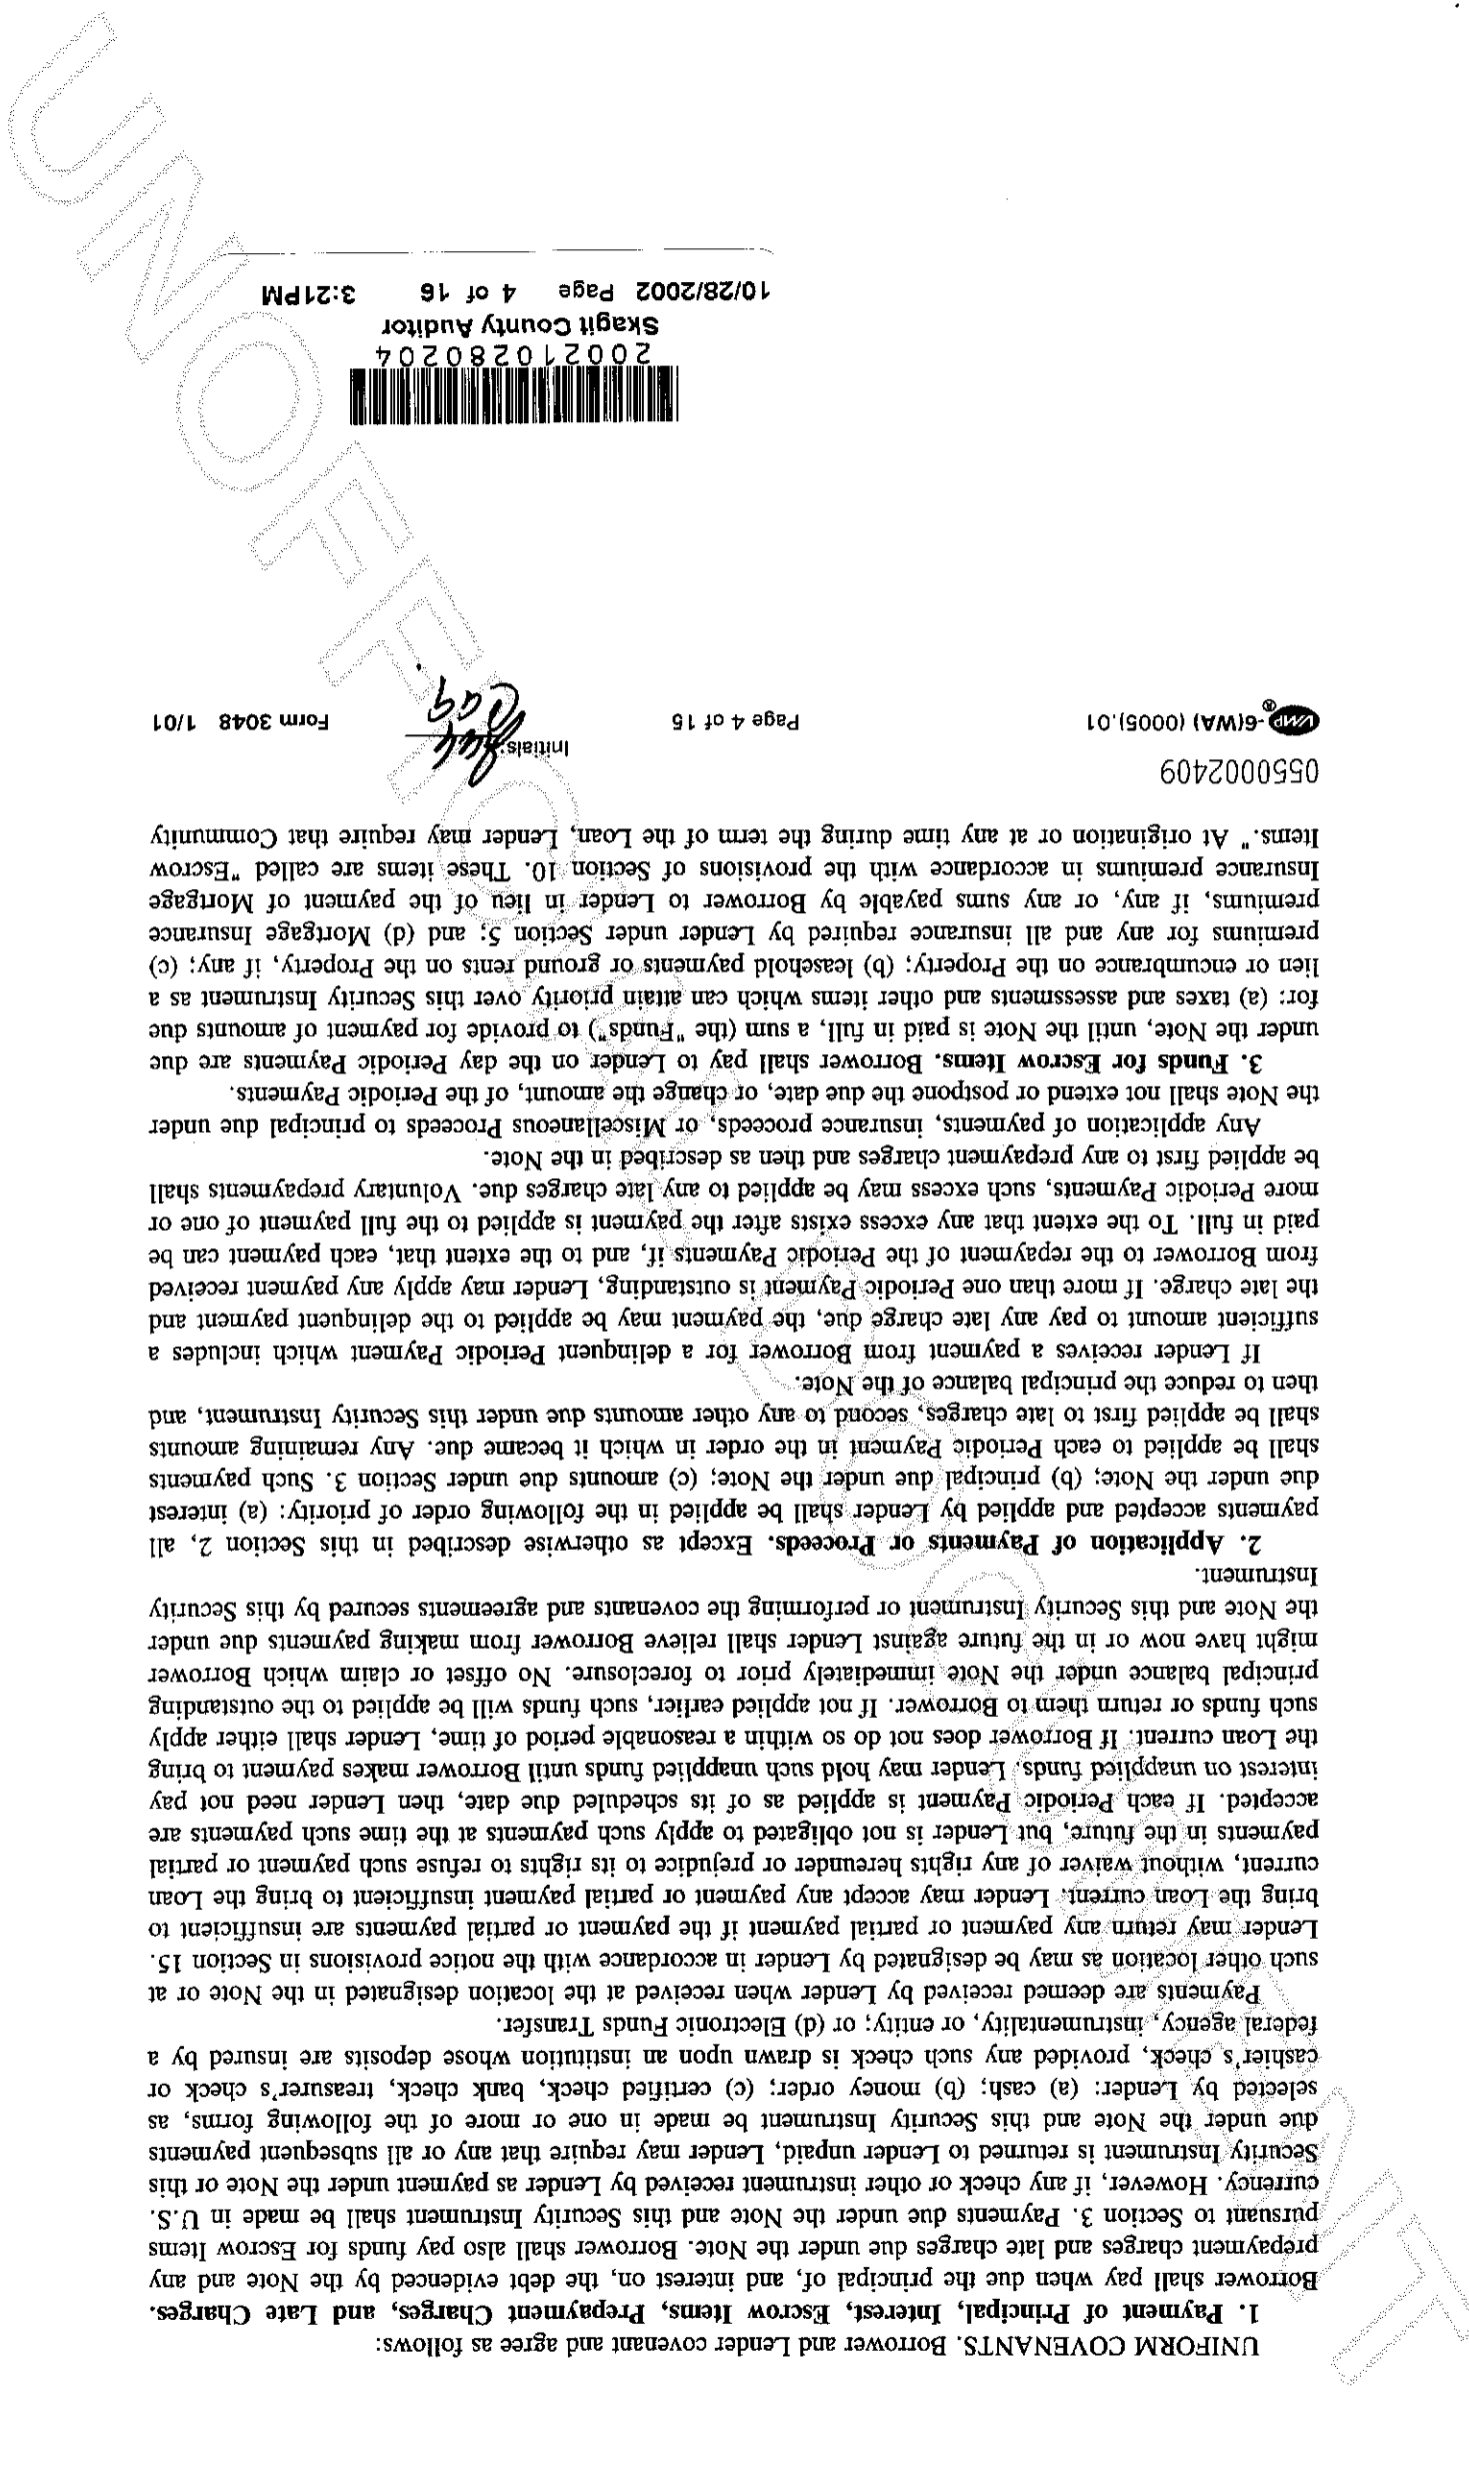 UNIFORM COVENANTS. Borrower and Lender covenant and agree as follows:
1. Payment of Principal, Interest, Escrow Items, Prepayment Charges, and Late Charges.
Borrower shall pay when due the principal of, and interest on, the debt evidenced by the Note and any
prepayment charges and late charges due under the Note. Borrower shall also pay funds for Escrow Items
pursuant to Section 3. Payments due under the Note and this Security Instrument shall be made in U.S.
currency. However, if any check or other instrument received by Lender as payment under the Note or this
Security Instrument is returned to Lender unpaid, Lender may require that any or all subsequent payments
due under the Note and this Security Instrument be made in one or more of the following forms, as
selected by Lender: (a) cash; (b) money order; (c) certified check, bank check, treasurer's check or
cashier's check, provided any such check is drawn upon an institution whose deposits are insured by a
federal agency, instrumentality, or entity; or (d) Electronic Funds Transfer.
Payments are deemed received by Lender when received at the location designated in the Note or at
such other location as may be designated by Lender in accordance with the notice provisions in Section 15.
Lender may return any payment or partial payment if the payment or partial payments are insufficient to
bring the Loan current. Lender may accept any payment or partial payment insufficient to bring the Loan
current, without waiver of any rights hereunder or prejudice to its rights to refuse such payment or partial
payments in the future, but Lender is not obligated to apply such payments at the time such payments are
accepted. If each Periodic Payment is applied as of its scheduled due date, then Lender need not pay
interest on unapplied funds. Lender may hold such unapplied funds until Borrower makes payment to bring
the Loan current. If Borrower does not do so within a reasonable period of time, Lender shall either apply
such funds or return them to Borrower. If not applied earlier, such funds will be applied to the outstanding
principal balance under the Note immediately prior to foreclosure. No offset or claim which Borrower
might have now or in the future against Lender shall relieve Borrower from making payments due under
the Note and this Security Instrument or performing the covenants and agreements secured by this Security
Instrument.
2. Application of Payments or Proceeds. Except as otherwise described in this Section 2, all
payments accepted and applied by Lender shall be applied in the following order of priority: (a) interest
due under the Note; (b) principal due under the Note; (c) amounts due under Section 3. Such payments
shall be applied to each Periodic Payment in the order in which it became due. Any remaining amounts
shall be applied first to late charges, second to any other amounts due under this Security Instrument, and
then to reduce the principal balance of the Note.
If Lender receives a payment from Borrower for a delinquent Periodic Payment which includes a
sufficient amount to pay any late charge due, the payment may be applied to the delinquent payment and
the late charge. If more than one Periodic Payment is outstanding, Lender may apply any payment received
from Borrower to the repayment of the Periodic Payments if, and to the extent that, each payment can be
paid in full. To the extent that any excess exists after the payment is applied to the full payment of one or
more Periodic Payments, such excess may be applied to any late charges due. Voluntary prepayments shall
be applied first to any prepayment charges and then as described in the Note.
Any application of payments, insurance proceeds, or Miscellaneous Proceeds to principal due under
the Note shall not extend or postpone the due date, or change the amount, of the Periodic Payments.
3. Funds for Escrow Items. Borrower shall pay to Lender on the day Periodic Payments are due
under the Note, until the Note is paid in full, a sum (the "Funds") to provide for payment of amounts due
for: (a) taxes and assessments and other items which can attain priority over this Security Instrument as a
lien or encumbrance on the Property; (b) leasehold payments or ground rents on the Property, if any; (c)
premiums for any and all insurance required by Lender under Section 5; and (d) Mortgage Insurance
premiums, if any, or any sums payable by Borrower to Lender in lieu of the payment of Mortgage
Insurance premiums in accordance with the provisions of Section 10. These items are called "Escrow
Items." At origination or at any time during the term of the Loan, Lender may require that Community
0550002409
Initials:
VMP®-6(WA) (0005).01 Page 4 of 15 Form 3048 1/01
200210280204
Skagit County Auditor
10/28/2002 Page 4 of 16 3:21PM
UNOFFICIAL DOCUMENT